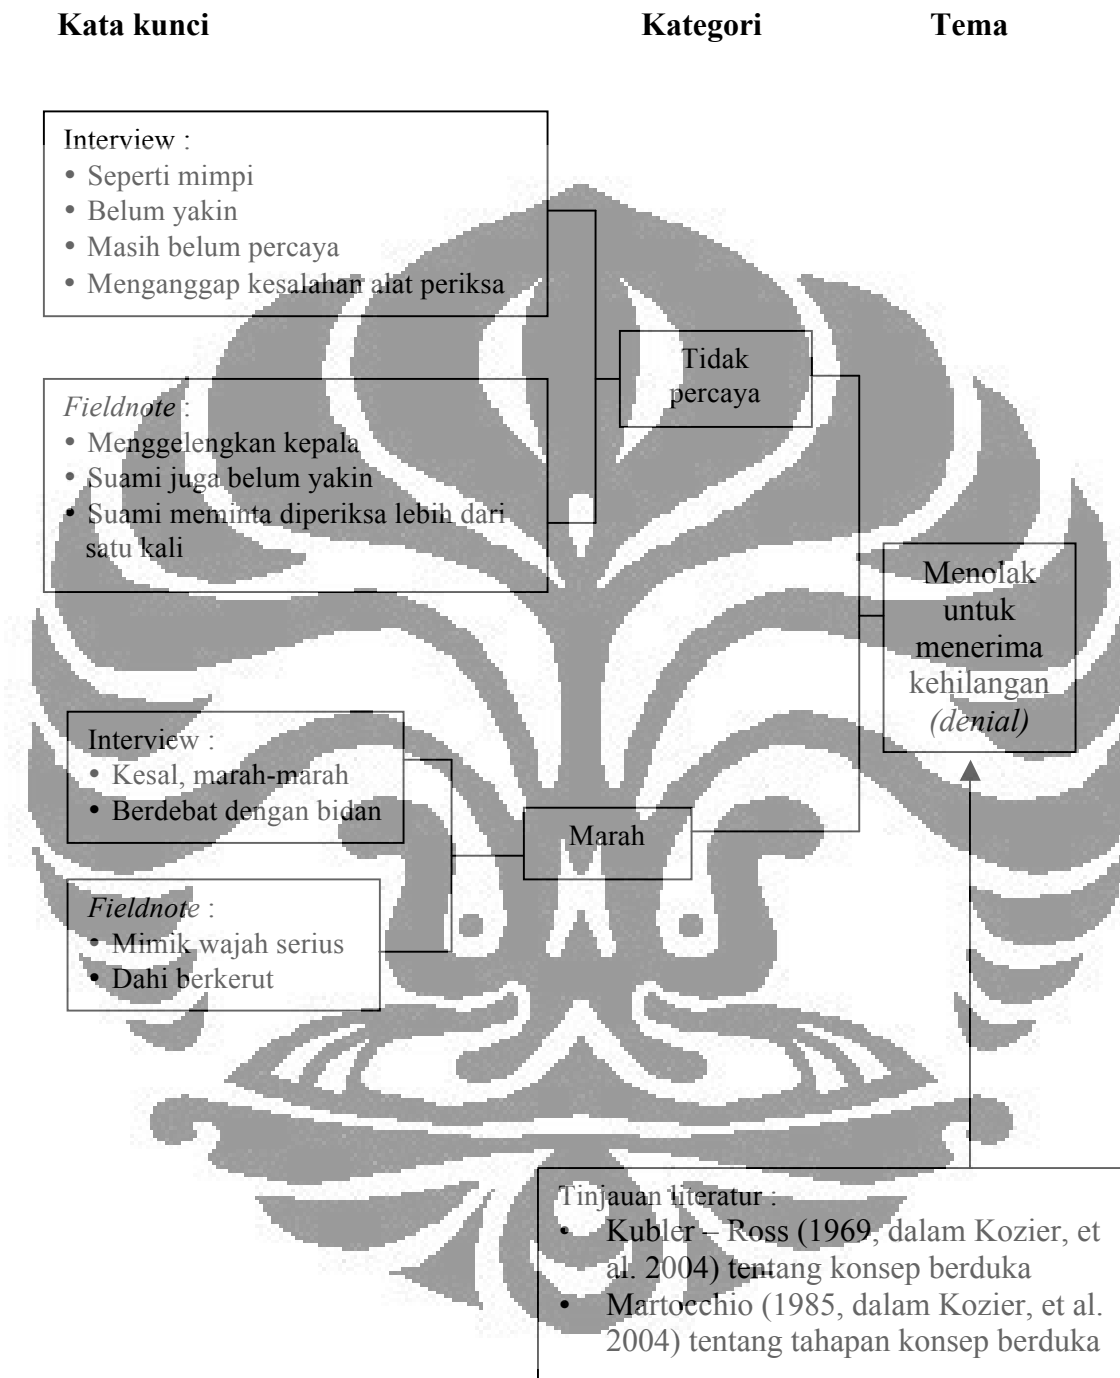 Kata kunci Kategori Tema
Interview :
• Seperti mimpi
• Belum yakin
• Masih belum percaya
• Menganggap kesalahan alat periksa
Tidak
percaya
Fieldnote :
• Menggelengkan kepala
• Suami juga belum yakin
• Suami meminta diperiksa lebih dari
satu kali
Menolak
untuk
menerima
kehilangan
(denial)
Interview :
• Kesal, marah-marah
• Berdebat dengan bidan
Marah
Fieldnote :
• Mimik wajah serius
• Dahi berkerut
Tinjauan literatur :
• Kubler – Ross (1969, dalam Kozier, et
al. 2004) tentang konsep berduka
• Martocchio (1985, dalam Kozier, et al.
2004) tentang tahapan konsep berduka